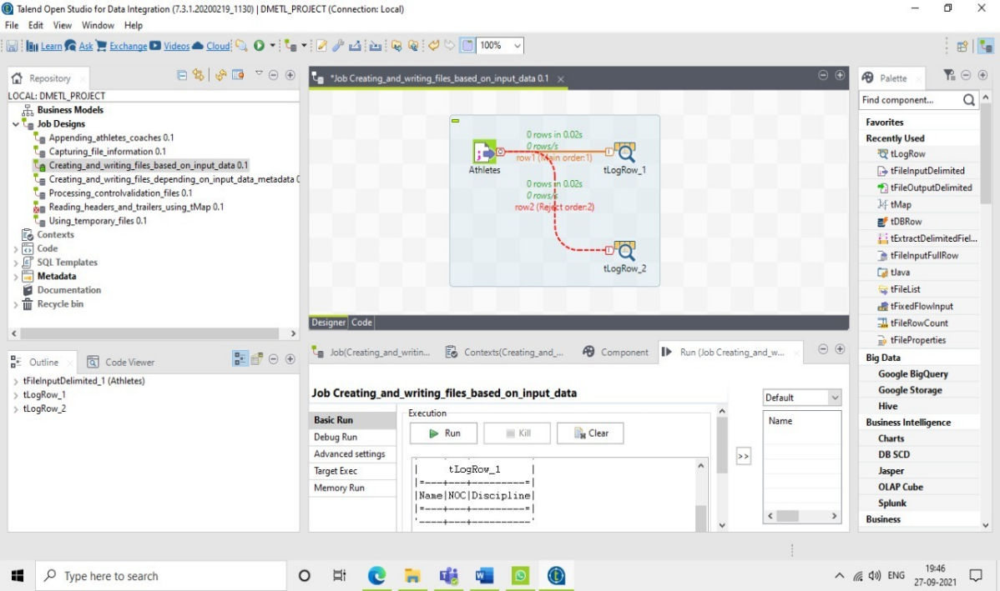 Talend Open Studio for Data Integration (7.3.1.20200219_1130) | DMETL_PROJECT (Connection: Local)
File Edit View Window Help
Learn Ask Exchange Videos Cloud 100%
Repository
LOCAL: DMETL_PROJECT
Business Models
Job Designs
Appending_athletes_coaches 0.1
Capturing_file_information 0.1
Creating_and_writing_files_based_on_input_data 0.1
Creating_and_writing_files_depending_on_input_data_metadata 0
Processing_controlvalidation_files 0.1
Reading_headers_and_trailers_using_tMap 0.1
Using_temporary_files 0.1
Contexts
Code
SQL Templates
Metadata
Documentation
Recycle bin
Outline Code Viewer
tFileInputDelimited_1 (Athletes)
tLogRow_1
tLogRow_2
*Job Creating_and_writing_files_based_on_input_data 0.1
0 rows in 0.02s
0 rows/s
row1 (Main order:1)
Athletes
tLogRow_1
0 rows in 0.02s
0 rows/s
row2 (Reject order:2)
tLogRow_2
Designer Code
Job(Creating_and_writin... Contexts(Creating_and_... Component Run (Job Creating_and_w...
Job Creating_and_writing_files_based_on_input_data
Basic Run
Debug Run
Advanced settings
Target Exec
Memory Run
Execution
Run Kill Clear
| tLogRow_1 |
|=----+---+----------=|
|Name|NOC|Discipline|
|=----+---+----------=|
'----+---+----------'
>>
Default
Name
Palette
Find component...
Favorites
Recently Used
tLogRow
tFileInputDelimited
tFileOutputDelimited
tMap
tDBRow
tExtractDelimitedFiel...
tFileInputFullRow
tJava
tFileList
tFixedFlowInput
tFileRowCount
tFileProperties
Big Data
Google BigQuery
Google Storage
Hive
Business Intelligence
Charts
DB SCD
Jasper
OLAP Cube
Splunk
Business
Type here to search
ENG
19:46
27-09-2021